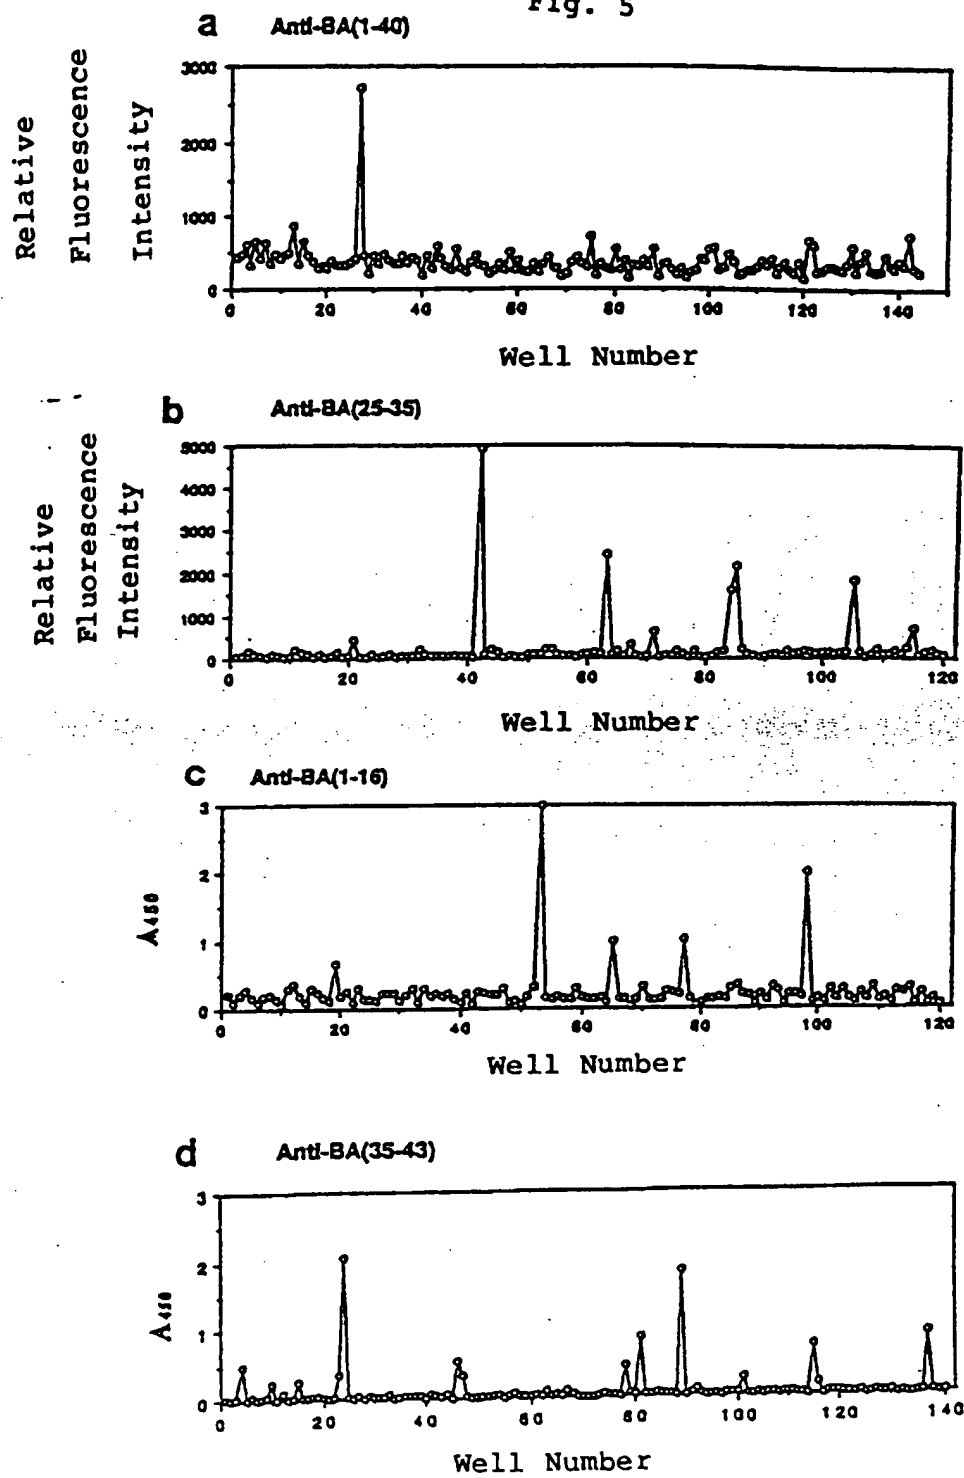 Fig. 5
a Anti-BA(1-40)
Relative
Fluorescence
Intensity
3000
2000
1000
0
0 20 40 60 80 100 120 140
Well Number
b Anti-BA(25-35)
Relative
Fluorescence
Intensity
5000
4000
3000
2000
1000
0
0 20 40 60 80 100 120
Well Number
c Anti-BA(1-16)
A450
3
2
1
0
0 20 40 60 80 100 120
Well Number
d Anti-BA(35-43)
A450
3
2
1
0
0 20 40 60 80 100 120 140
Well Number